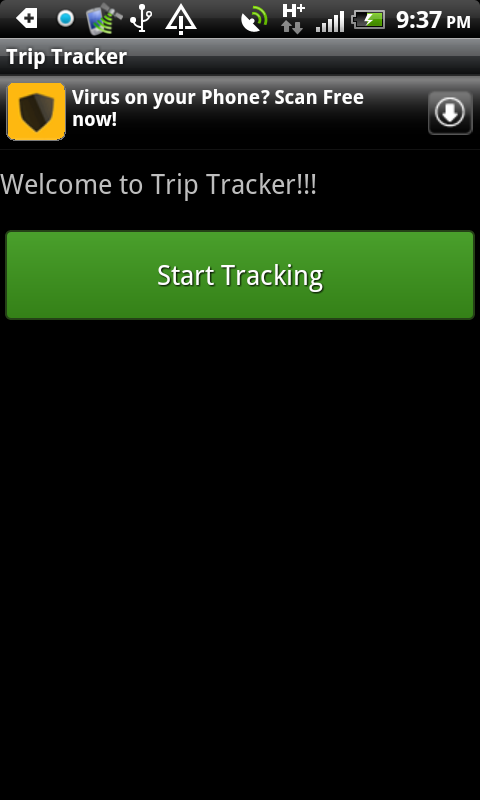 H+
9:37 PM
Trip Tracker
Virus on your Phone? Scan Free
now!
Welcome to Trip Tracker!!!
Start Tracking